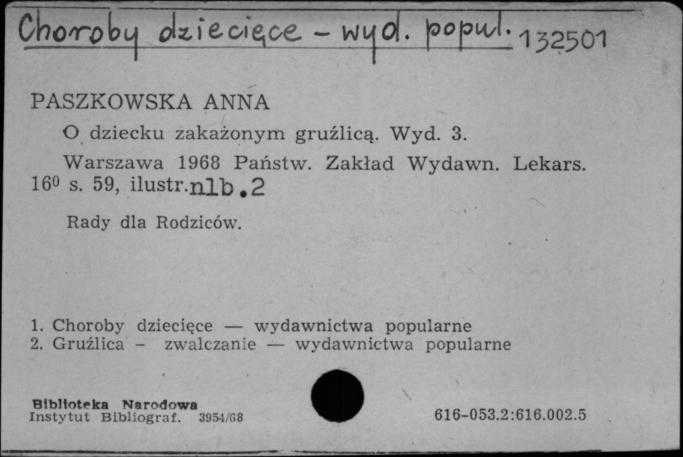 Choroby dziecięce - wyd. popul. 132501
PASZKOWSKA ANNA
O dziecku zakażonym gruźlicą. Wyd. 3.
Warszawa 1968 Państw. Zakład Wydawn. Lekars.
16⁰ s. 59, ilustr.nlb.2
Rady dla Rodziców.
1. Choroby dziecięce — wydawnictwa popularne
2. Gruźlica – zwalczanie — wydawnictwa popularne
Biblioteka Narodowa
Instytut Bibliograf. 3954/68
616-053.2:616.002.5